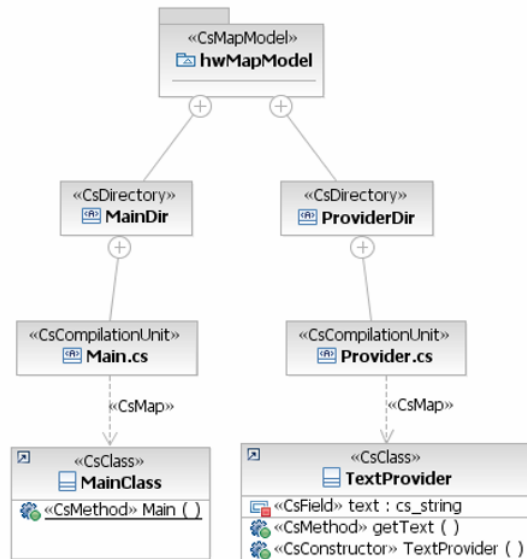 «CsMapModel»
hwMapModel
«CsDirectory»
MainDir
«CsDirectory»
ProviderDir
«CsCompilationUnit»
Main.cs
«CsCompilationUnit»
Provider.cs
«CsMap»
«CsMap»
«CsClass»
MainClass
«CsMethod» Main ( )
«CsClass»
TextProvider
«CsField» text : cs_string
«CsMethod» getText ( )
«CsConstructor» TextProvider ( )